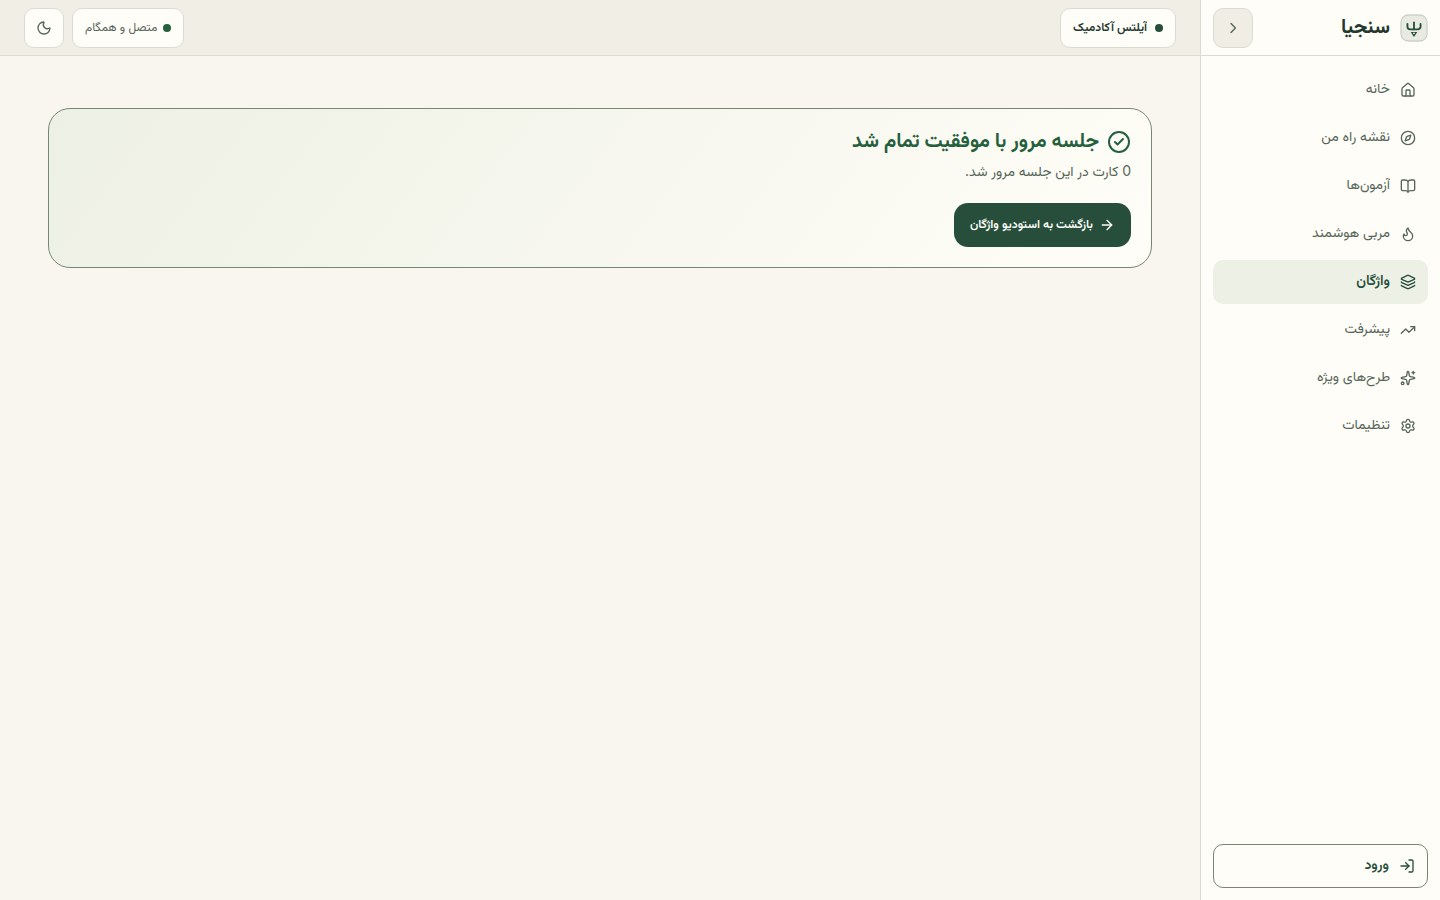 سنجیا
آیلتس آکادمیک
متصل و همگام
خانه
نقشه راه من
آزمون‌ها
مربی هوشمند
واژگان
پیشرفت
طرح‌های ویژه
تنظیمات
ورود
جلسه مرور با موفقیت تمام شد
0 کارت در این جلسه مرور شد.
بازگشت به استودیو واژگان